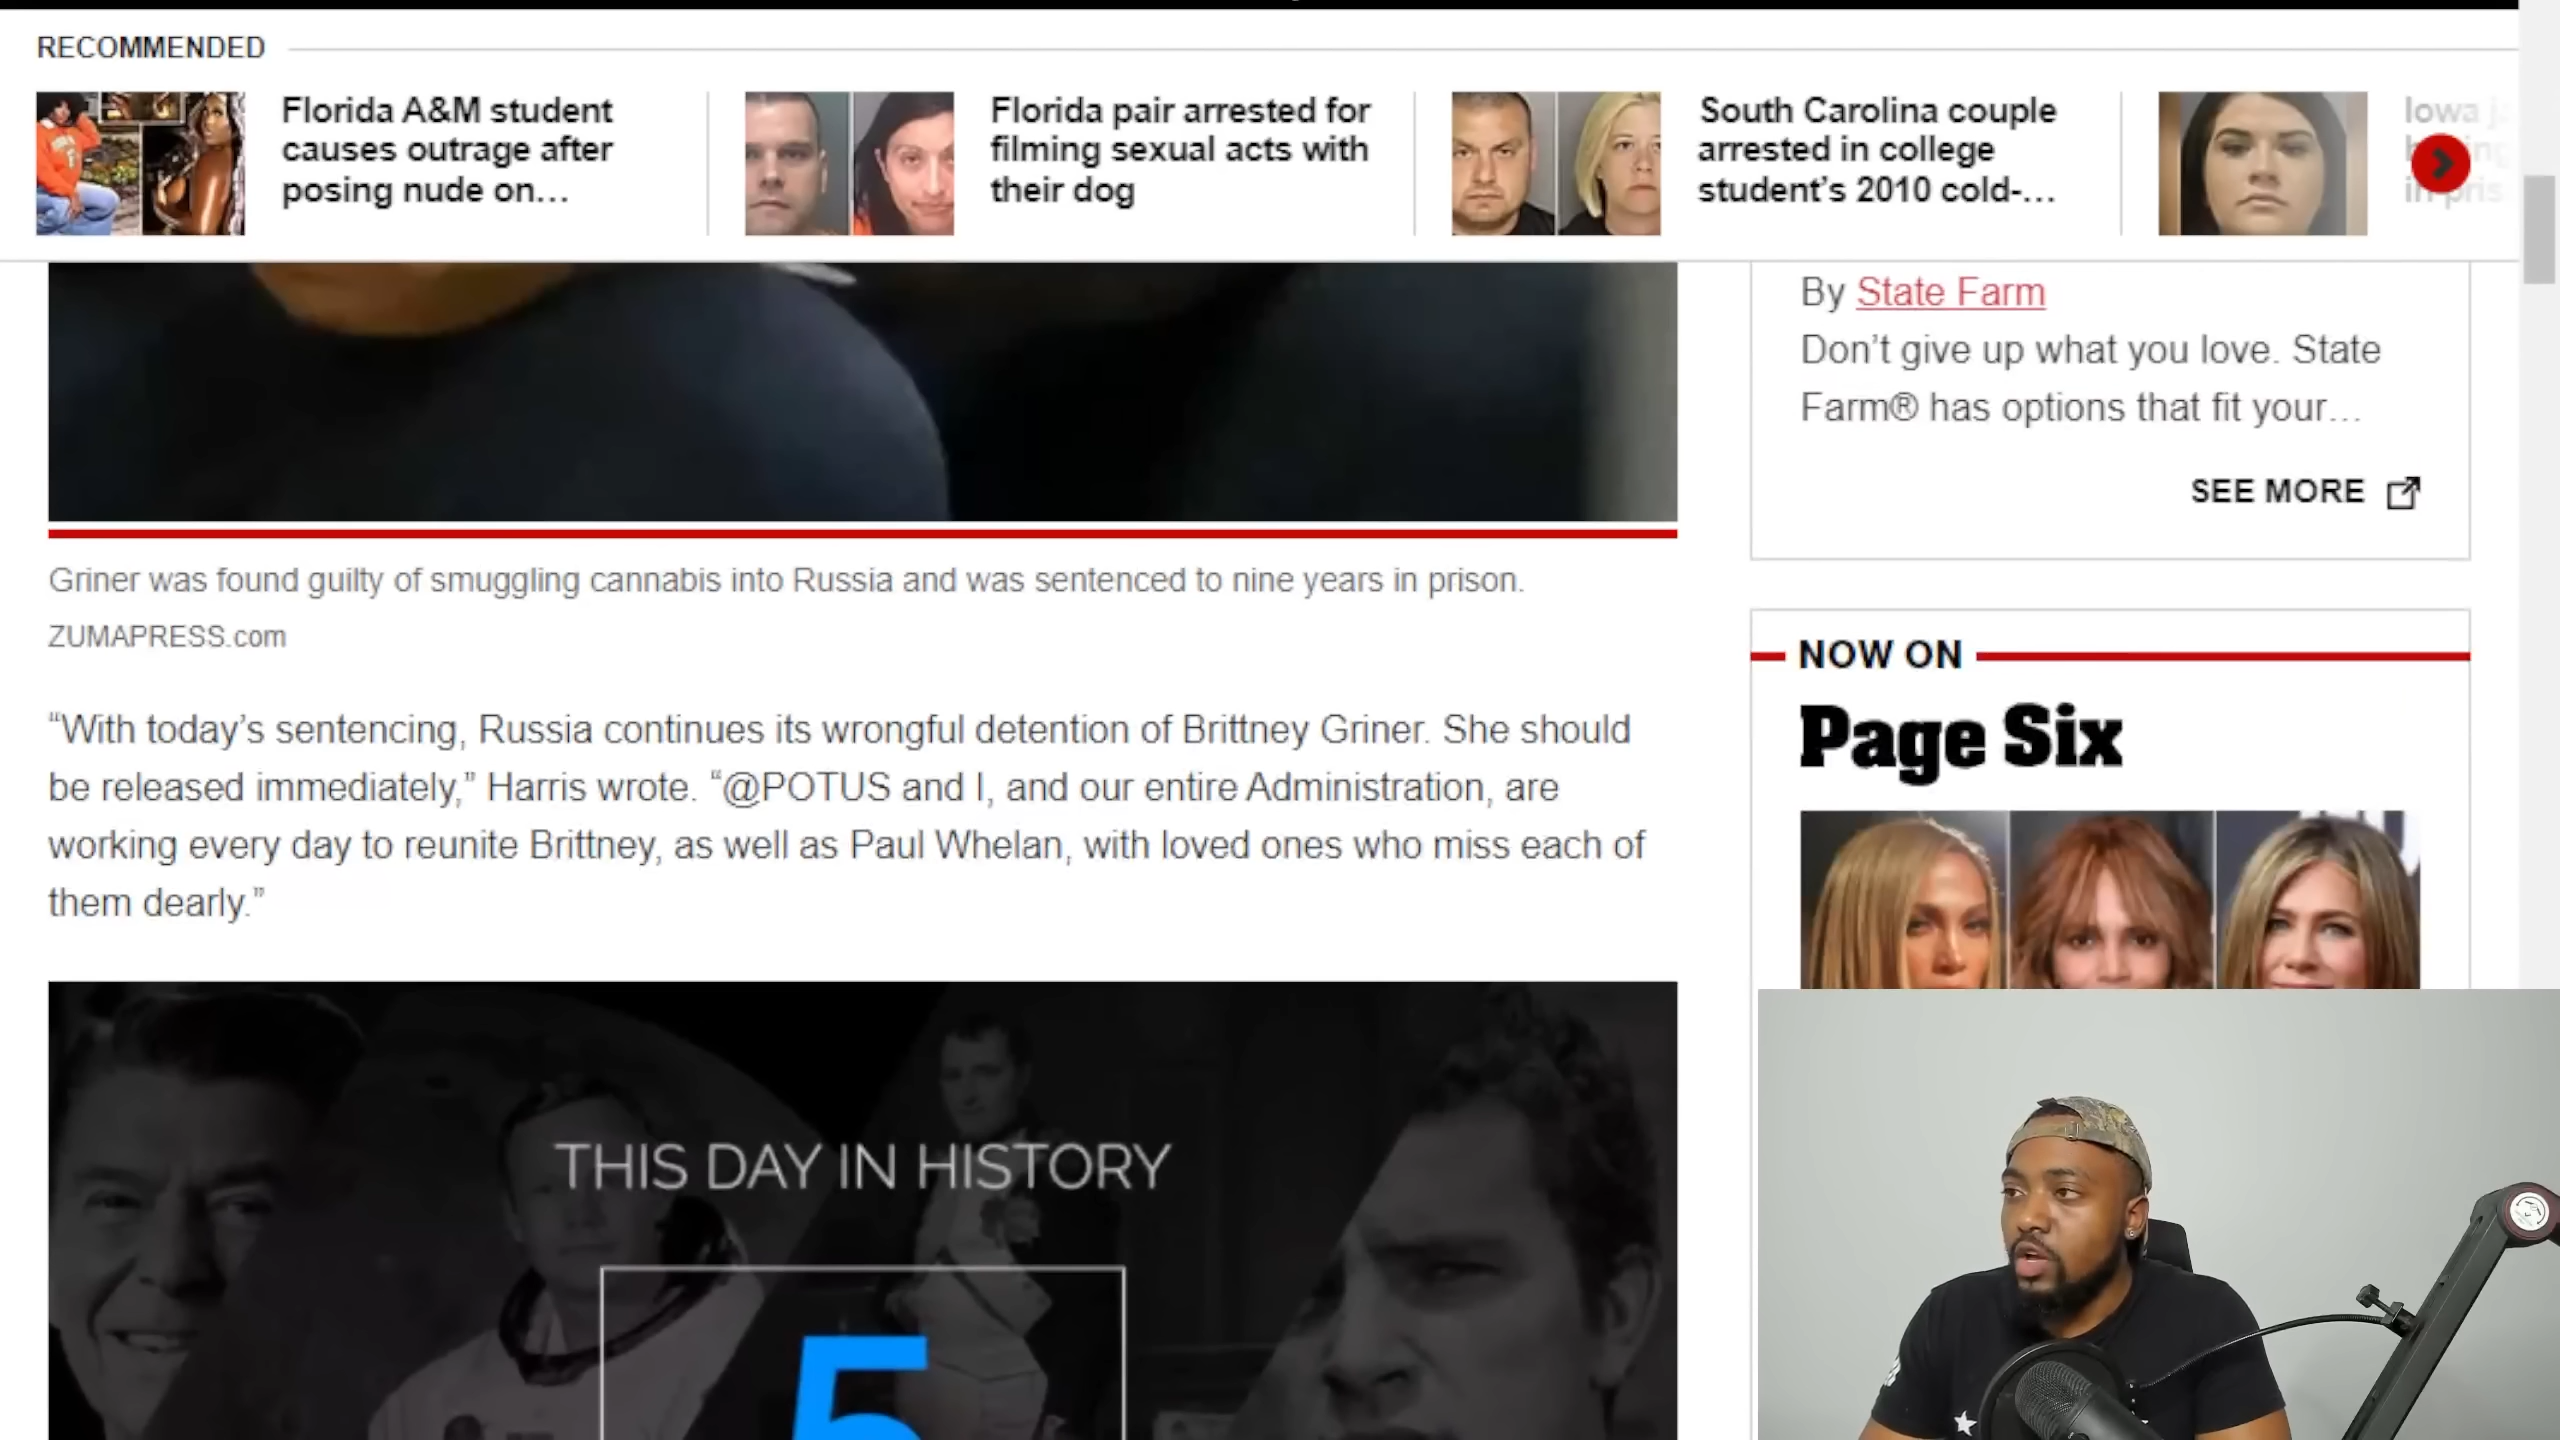 RECOMMENDED
Florida A&M student
causes outrage after
posing nude on...
Florida pair arrested for
filming sexual acts with
their dog
South Carolina couple
arrested in college
student's 2010 cold-...
Iowa
By State Farm
Don't give up what you love. State
Farm® has options that fit your...
SEE MORE
Griner was found guilty of smuggling cannabis into Russia and was sentenced to nine years in prison.
ZUMAPRESS.com
“With today's sentencing, Russia continues its wrongful detention of Brittney Griner. She should
be released immediately,” Harris wrote. “@POTUS and I, and our entire Administration, are
working every day to reunite Brittney, as well as Paul Whelan, with loved ones who miss each of
them dearly.”
NOW ON
Page Six
THIS DAY IN HISTORY
5